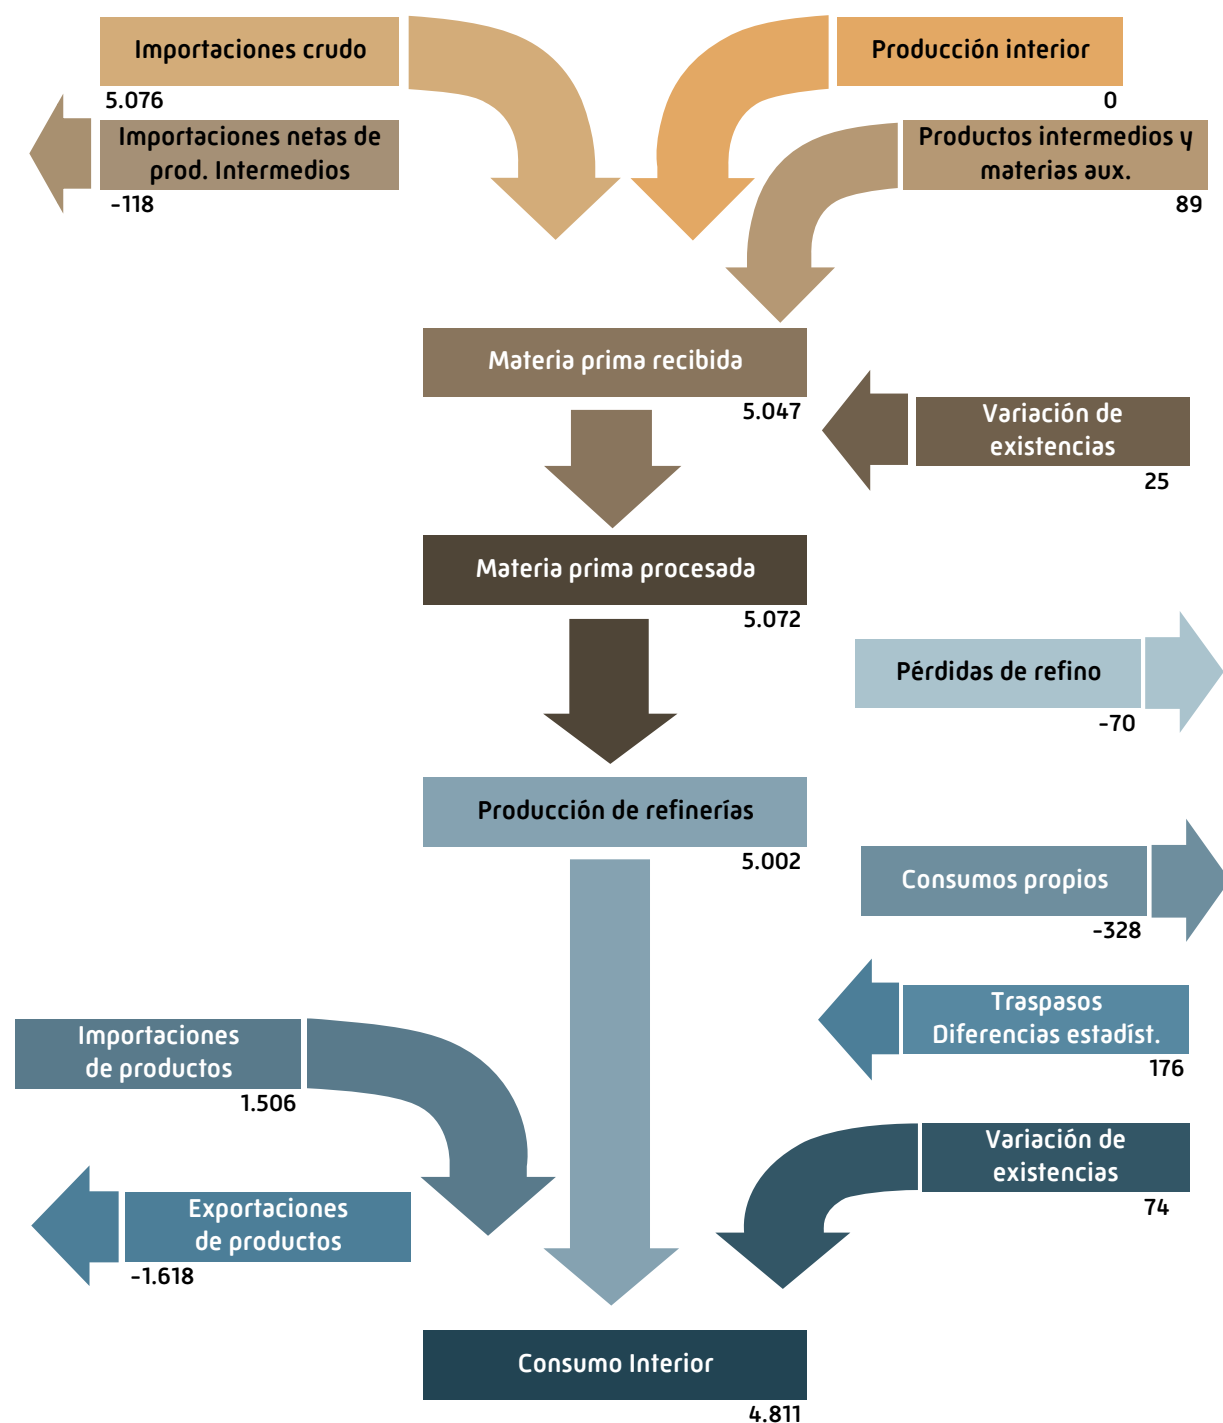 Importaciones crudo
5.076
Producción interior
0
Importaciones netas de
prod. Intermedios
-118
Productos intermedios y
materias aux.
89
Materia prima recibida
5.047
Variación de
existencias
25
Materia prima procesada
5.072
Pérdidas de refino
-70
Producción de refinerías
5.002
Consumos propios
-328
Traspasos
Diferencias estadíst.
176
Importaciones
de productos
1.506
Variación de
existencias
74
Exportaciones
de productos
-1.618
Consumo Interior
4.811